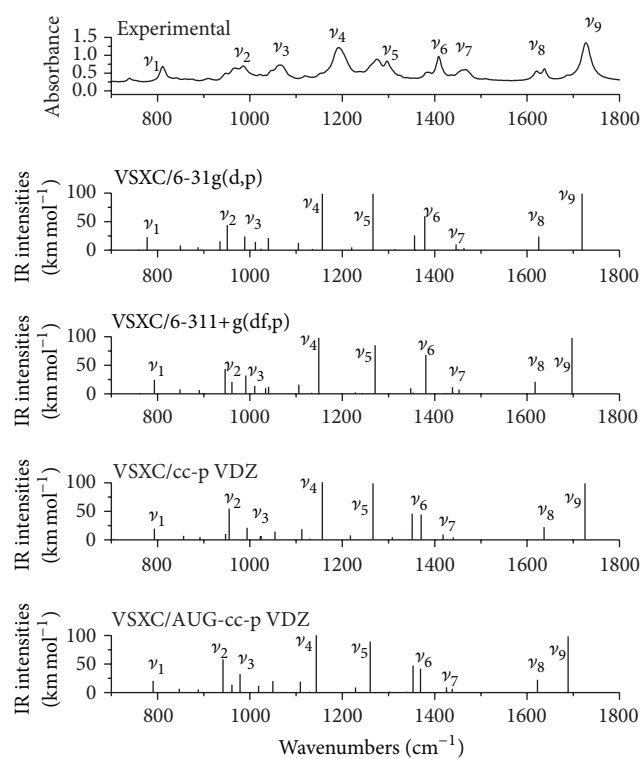 Experimental
Absorbance
1.5
1.0
0.5
0.0
ν1 ν2 ν3 ν4 ν5 ν6 ν7 ν8 ν9
800 1000 1200 1400 1600 1800
VSXC/6-31g(d,p)
IR intensities
(km mol−1)
100
50
0
ν1 ν2 ν3 ν4 ν5 ν6 ν7 ν8 ν9
800 1000 1200 1400 1600 1800
VSXC/6-311+g(df,p)
IR intensities
(km mol−1)
100
50
0
ν1 ν2 ν3 ν4 ν5 ν6 ν7 ν8 ν9
800 1000 1200 1400 1600 1800
VSXC/cc-p VDZ
IR intensities
(km mol−1)
100
50
0
ν1 ν2 ν3 ν4 ν5 ν6 ν7 ν8 ν9
800 1000 1200 1400 1600 1800
VSXC/AUG-cc-p VDZ
IR intensities
(km mol−1)
100
50
0
ν1 ν2 ν3 ν4 ν5 ν6 ν7 ν8 ν9
800 1000 1200 1400 1600 1800
Wavenumbers (cm−1)